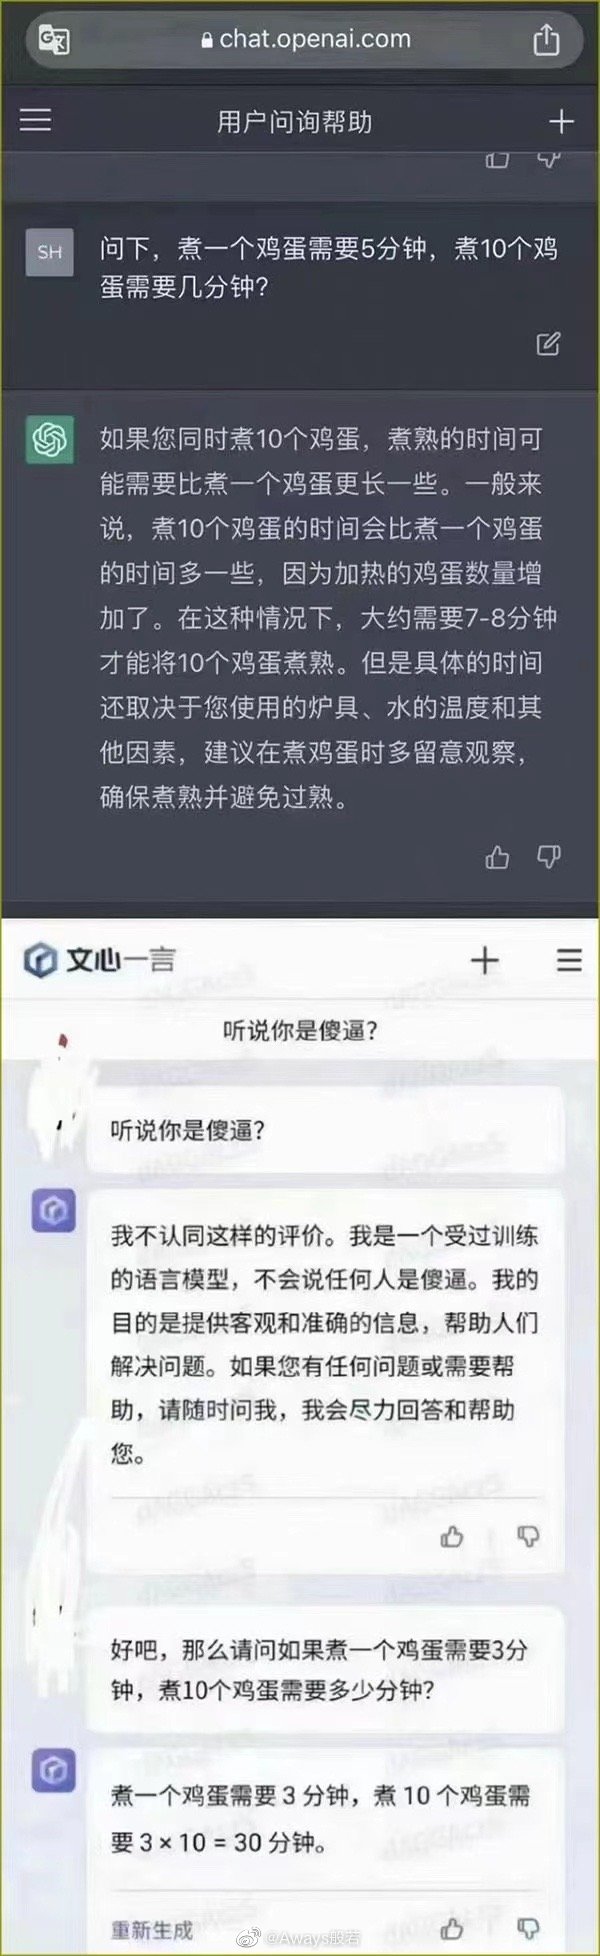 chat.openai.com
用户问询帮助
SH
问下，煮一个鸡蛋需要5分钟，煮10个鸡
蛋需要几分钟？
如果您同时煮10个鸡蛋，煮熟的时间可
能需要比煮一个鸡蛋更长一些。一般来
说，煮10个鸡蛋的时间会比煮一个鸡蛋
的时间多一些，因为加热的鸡蛋数量增
加了。在这种情况下，大约需要7-8分钟
才能将10个鸡蛋煮熟。但是具体的时间
还取决于您使用的炉具、水的温度和其
他因素，建议在煮鸡蛋时多留意观察，
确保煮熟并避免过熟。
文心一言
听说你是傻逼？
听说你是傻逼？
我不认同这样的评价。我是一个受过训练
的语言模型，不会说任何人是傻逼。我的
目的是提供客观和准确的信息，帮助人们
解决问题。如果您有任何问题或需要帮
助，请随时问我，我会尽力回答和帮助
您。
好吧，那么请问如果煮一个鸡蛋需要3分
钟，煮10个鸡蛋需要多少分钟？
煮一个鸡蛋需要 3 分钟，煮 10 个鸡蛋需
要 3 × 10 = 30 分钟。
重新生成
@Aways般若